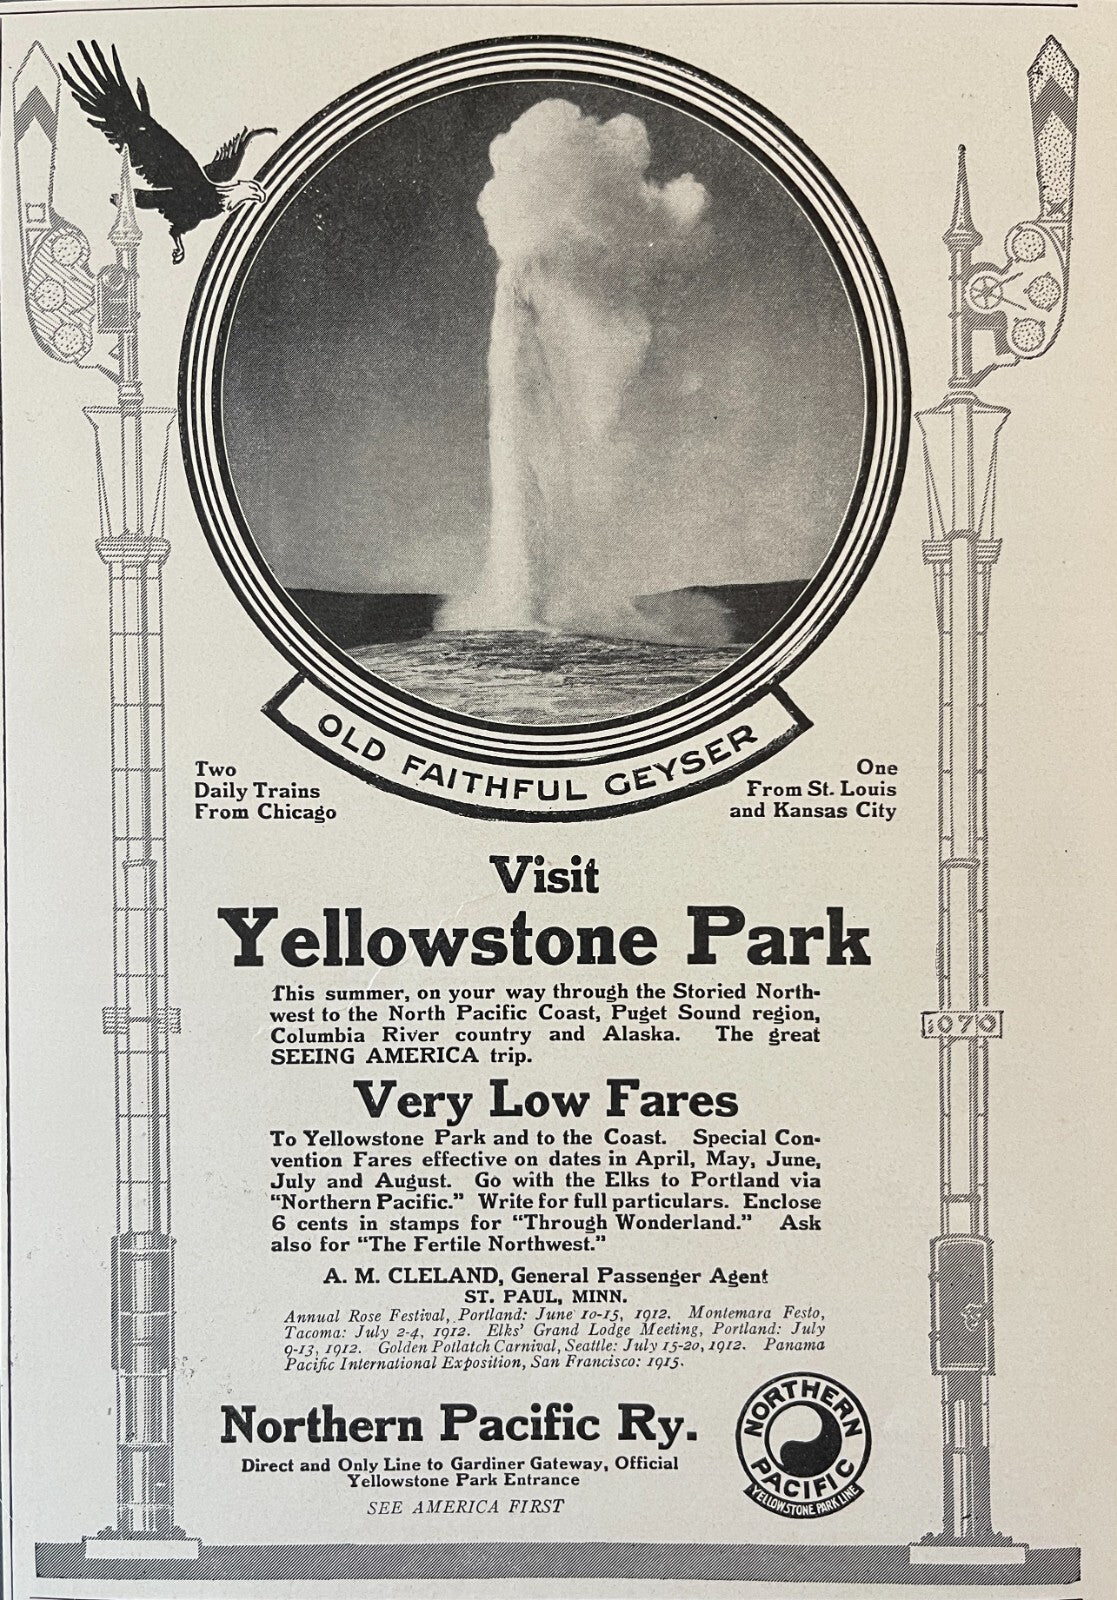 OLD FAITHFUL GEYSER
Two
Daily Trains
From Chicago
One
From St. Louis
and Kansas City
Visit
Yellowstone Park
This summer, on your way through the Storied North-
west to the North Pacific Coast, Puget Sound region,
Columbia River country and Alaska. The great
SEEING AMERICA trip.
1070
Very Low Fares
To Yellowstone Park and to the Coast. Special Con-
vention Fares effective on dates in April, May, June,
July and August. Go with the Elks to Portland via
"Northern Pacific." Write for full particulars. Enclose
6 cents in stamps for "Through Wonderland." Ask
also for "The Fertile Northwest."
A. M. CLELAND, General Passenger Agent
ST. PAUL, MINN.
Annual Rose Festival, Portland: June 10-15, 1912. Montemara Festo,
Tacoma: July 2-4, 1912. Elks' Grand Lodge Meeting, Portland: July
9-13, 1912. Golden Potlatch Carnival, Seattle: July 15-20, 1912. Panama
Pacific International Exposition, San Francisco: 1915.
Northern Pacific Ry.
Direct and Only Line to Gardiner Gateway, Official
Yellowstone Park Entrance
SEE AMERICA FIRST
NORTHERN
PACIFIC
YELLOWSTONE PARK LINE